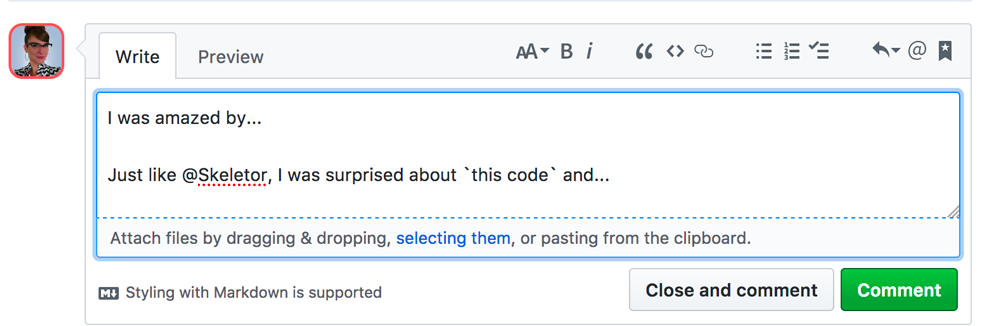 Write Preview AA B i @
I was amazed by...
Just like @Skeletor, I was surprised about `this code` and...
Attach files by dragging & dropping, selecting them, or pasting from the clipboard.
M↓ Styling with Markdown is supported Close and comment Comment